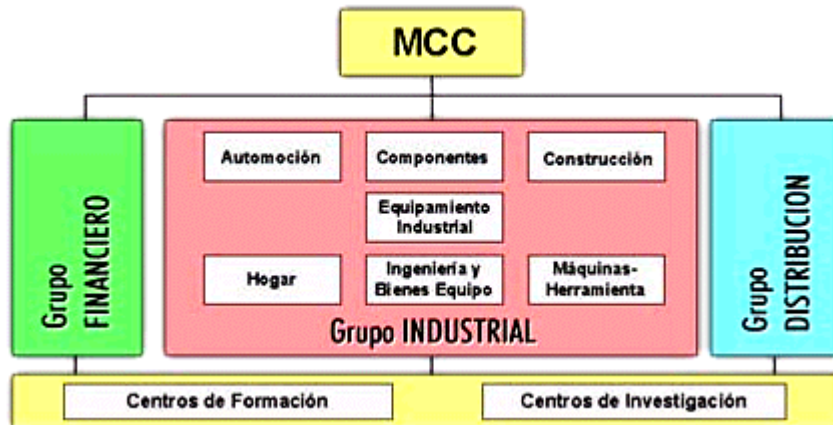 MCC
Grupo
FINANCIERO
Automoción
Componentes
Construcción
Equipamiento
Industrial
Hogar
Ingeniería y
Bienes Equipo
Máquinas-
Herramienta
Grupo INDUSTRIAL
Grupo
DISTRIBUCION
Centros de Formación
Centros de Investigación